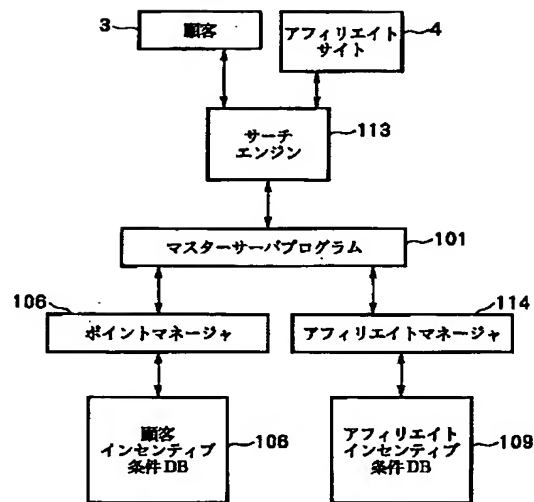 3
顧客
アフィリエイト
サイト
4
サーチ
エンジン
113
マスターサーバプログラム
101
106
ポイントマネージャ
114
アフィリエイトマネージャ
顧客
インセンティブ
条件DB
108
アフィリエイト
インセンティブ
条件DB
109